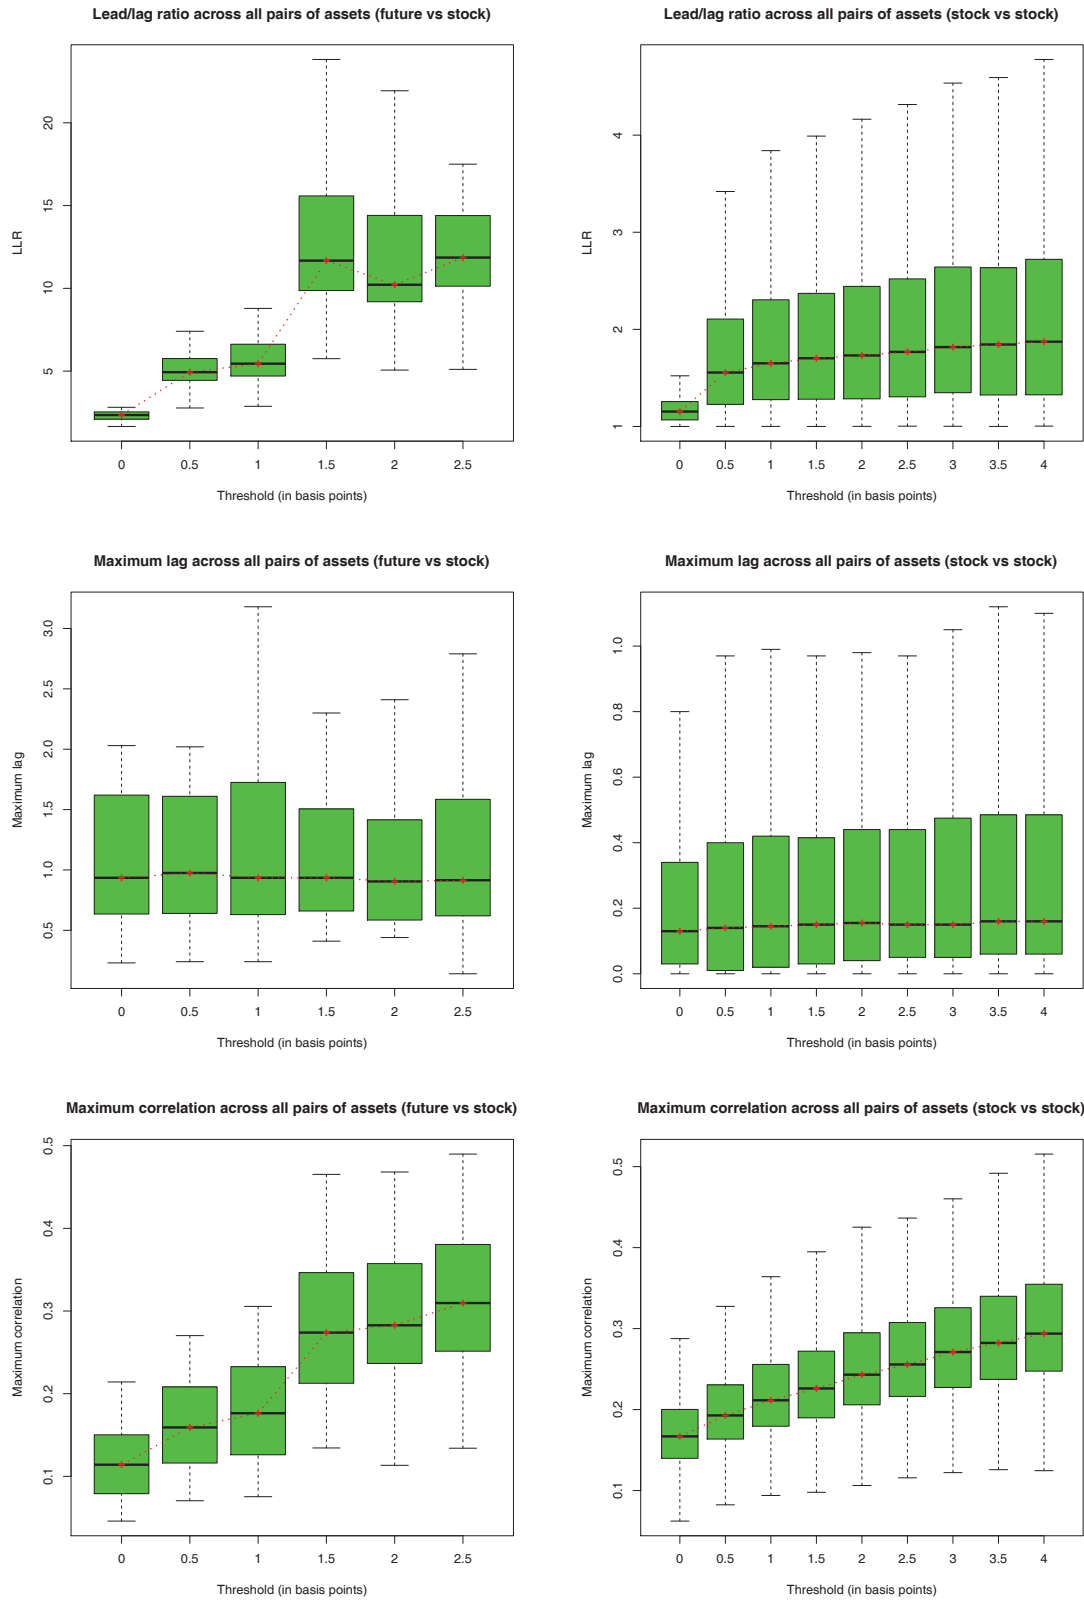 Lead/lag ratio across all pairs of assets (future vs stock)
LLR
20
15
10
5
0 0.5 1 1.5 2 2.5
Threshold (in basis points)
Lead/lag ratio across all pairs of assets (stock vs stock)
LLR
4
3
2
1
0 0.5 1 1.5 2 2.5 3 3.5 4
Threshold (in basis points)
Maximum lag across all pairs of assets (future vs stock)
Maximum lag
3.0
2.5
2.0
1.5
1.0
0.5
0 0.5 1 1.5 2 2.5
Threshold (in basis points)
Maximum lag across all pairs of assets (stock vs stock)
Maximum lag
1.0
0.8
0.6
0.4
0.2
0.0
0 0.5 1 1.5 2 2.5 3 3.5 4
Threshold (in basis points)
Maximum correlation across all pairs of assets (future vs stock)
Maximum correlation
0.5
0.4
0.3
0.2
0.1
0 0.5 1 1.5 2 2.5
Threshold (in basis points)
Maximum correlation across all pairs of assets (stock vs stock)
Maximum correlation
0.5
0.4
0.3
0.2
0.1
0 0.5 1 1.5 2 2.5 3 3.5 4
Threshold (in basis points)